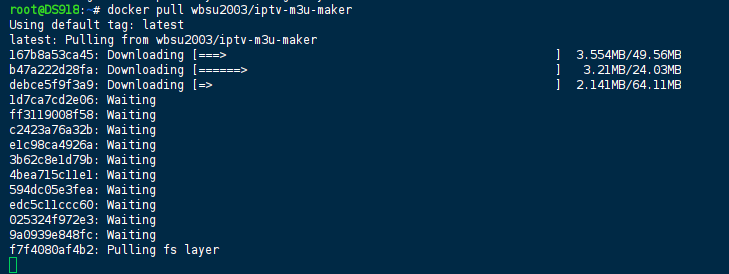 root@DS918:~# docker pull wbsu2003/iptv-m3u-maker
Using default tag: latest
latest: Pulling from wbsu2003/iptv-m3u-maker
167b8a53ca45: Downloading [===>                                               ]  3.554MB/49.56MB
b47a222d28fa: Downloading [======>                                            ]   3.21MB/24.03MB
debce5f9f3a9: Downloading [=>                                                 ]  2.141MB/64.11MB
1d7ca7cd2e06: Waiting
ff3119008f58: Waiting
c2423a76a32b: Waiting
e1c98ca4926a: Waiting
3b62c8e1d79b: Waiting
4bea715c11e1: Waiting
594dc05e3fea: Waiting
edc5c11ccc60: Waiting
025324f972e3: Waiting
9a0939e848fc: Waiting
f7f4080af4b2: Pulling fs layer